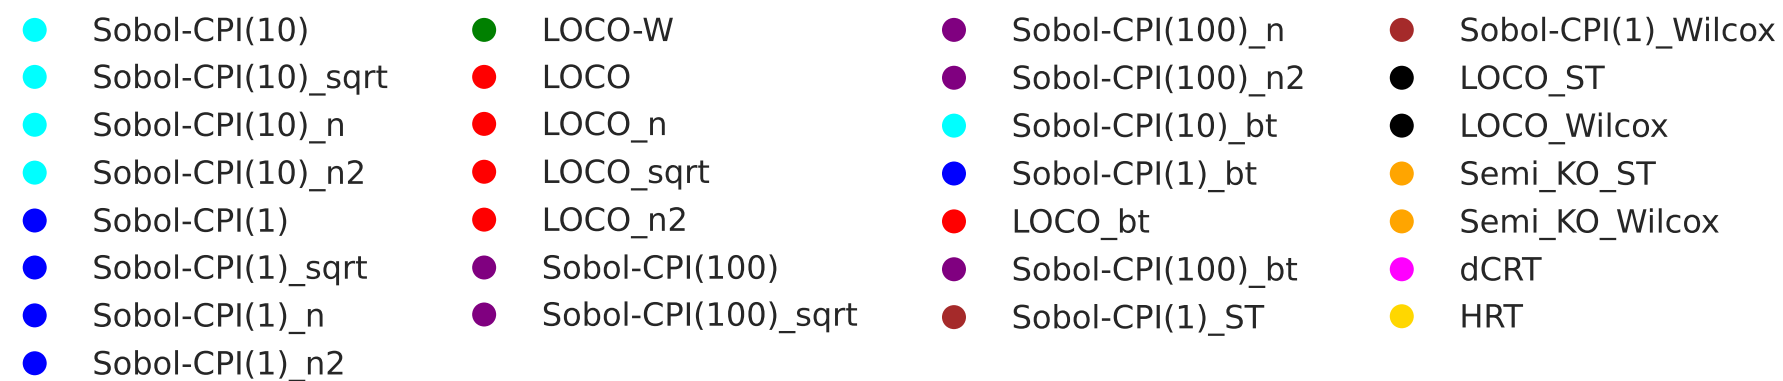 Sobol-CPI(10)
Sobol-CPI(10)_sqrt
Sobol-CPI(10)_n
Sobol-CPI(10)_n2
Sobol-CPI(1)
Sobol-CPI(1)_sqrt
Sobol-CPI(1)_n
Sobol-CPI(1)_n2
LOCO-W
LOCO
LOCO_n
LOCO_sqrt
LOCO_n2
Sobol-CPI(100)
Sobol-CPI(100)_sqrt
Sobol-CPI(100)_n
Sobol-CPI(100)_n2
Sobol-CPI(10)_bt
Sobol-CPI(1)_bt
LOCO_bt
Sobol-CPI(100)_bt
Sobol-CPI(1)_ST
Sobol-CPI(1)_Wilcox
LOCO_ST
LOCO_Wilcox
Semi_KO_ST
Semi_KO_Wilcox
dCRT
HRT